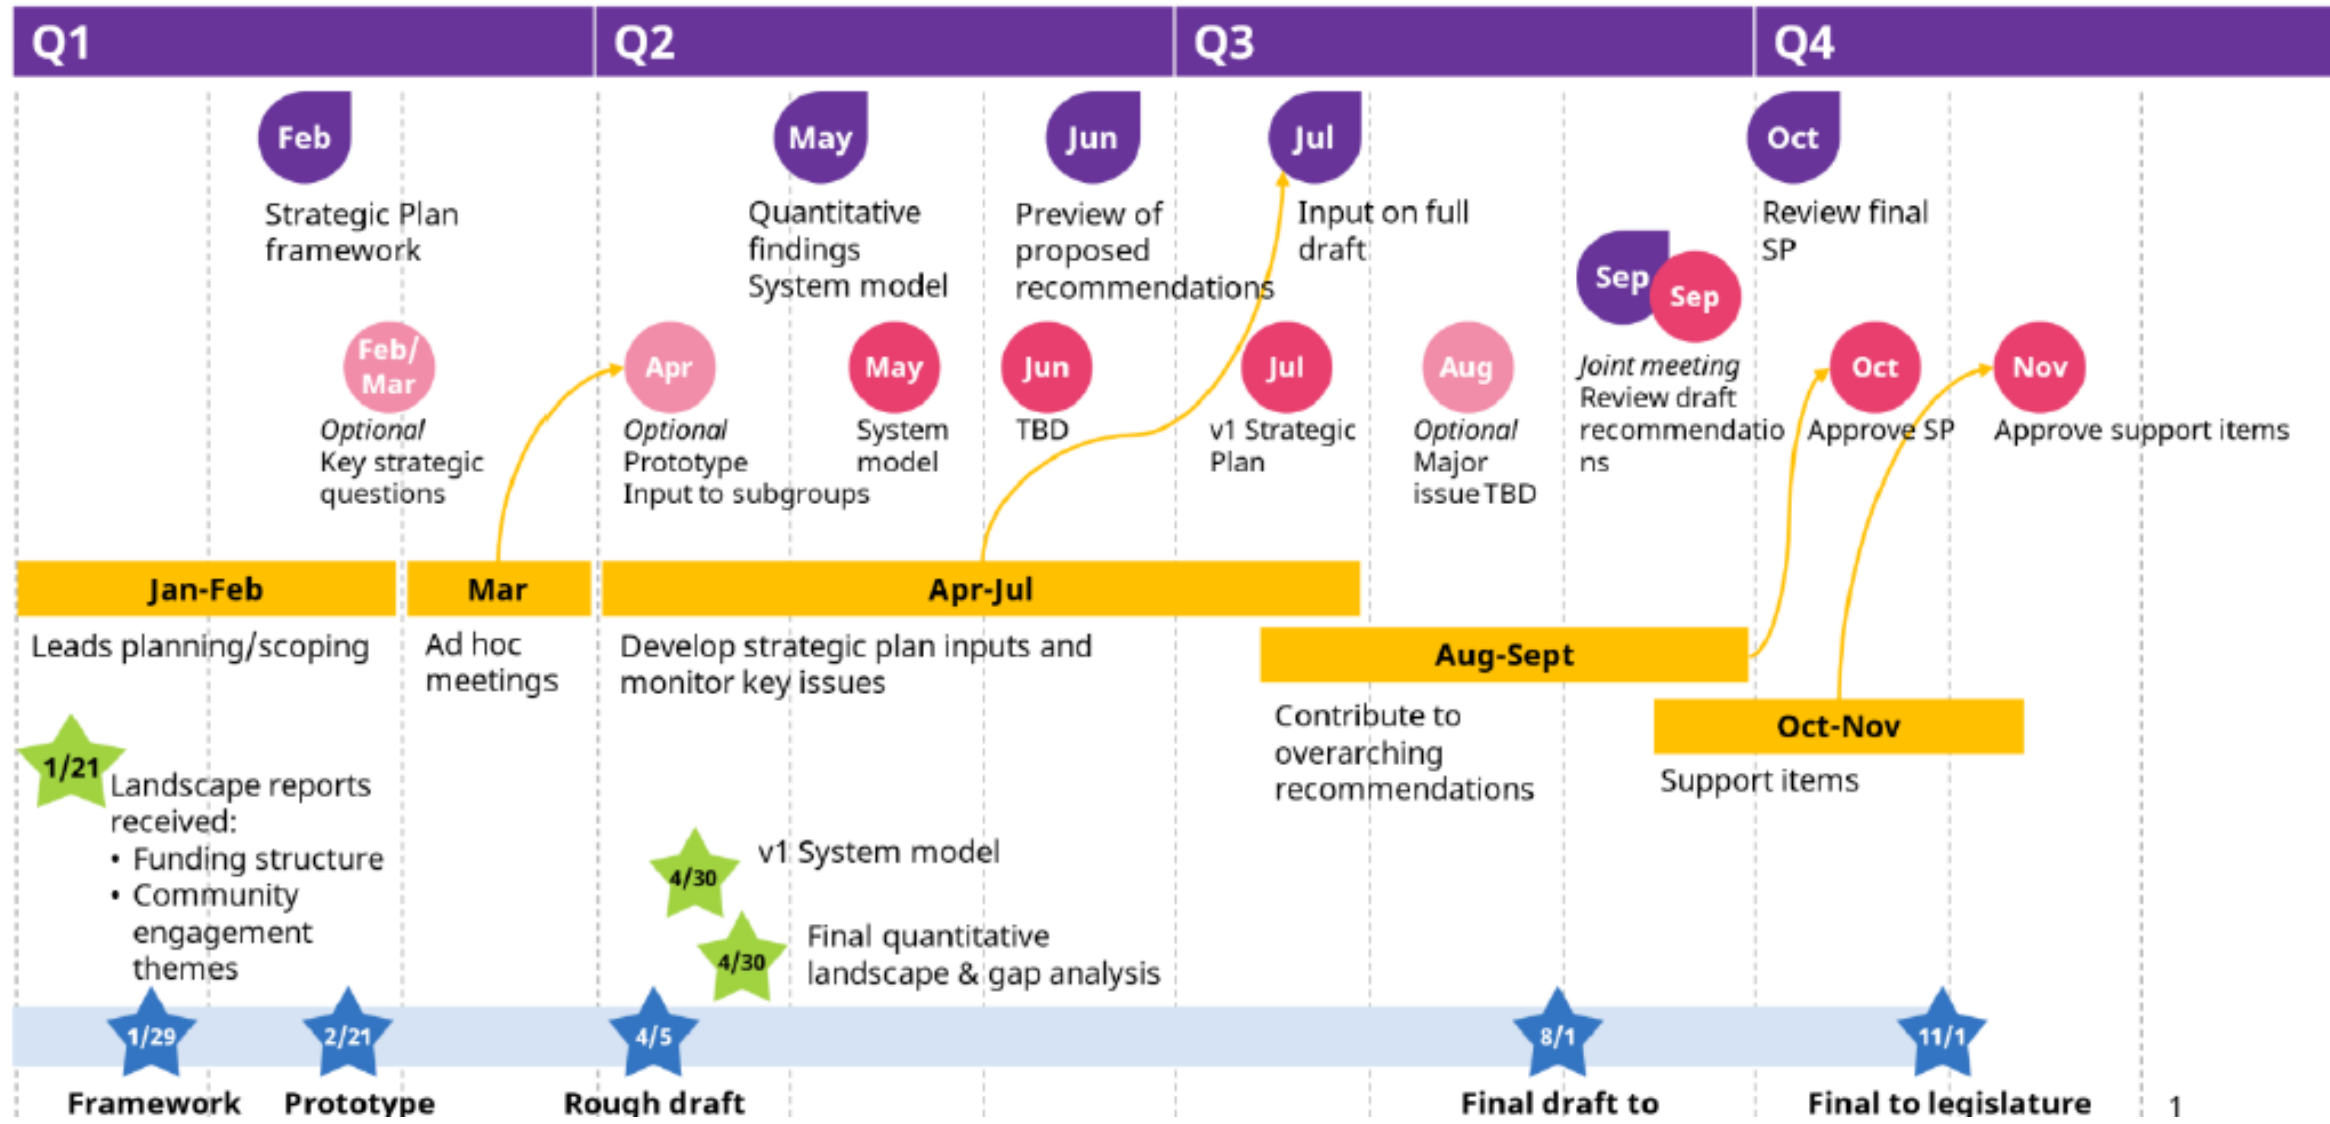 Q1
Q2
Q3
Q4
Feb
Strategic Plan
framework
May
Quantitative
findings
System model
Jun
Preview of
proposed
recommendations
Jul
Input on full
draft
Oct
Review final
SP
Sep
Sep
Joint meeting
Review draft
recommendatio
ns
Feb/
Mar
Optional
Key strategic
questions
Apr
Optional
Prototype
Input to subgroups
May
System
model
Jun
TBD
Jul
v1 Strategic
Plan
Aug
Optional
Major
issue TBD
Oct
Approve SP
Nov
Approve support items
Jan-Feb
Leads planning/scoping
Mar
Ad hoc
meetings
Apr-Jul
Develop strategic plan inputs and
monitor key issues
Aug-Sept
Contribute to
overarching
recommendations
Oct-Nov
Support items
1/21
Landscape reports
received:
• Funding structure
• Community
engagement
themes
4/30
v1 System model
4/30
Final quantitative
landscape & gap analysis
1/29
Framework
2/21
Prototype
4/5
Rough draft
8/1
Final draft to
11/1
Final to legislature
1